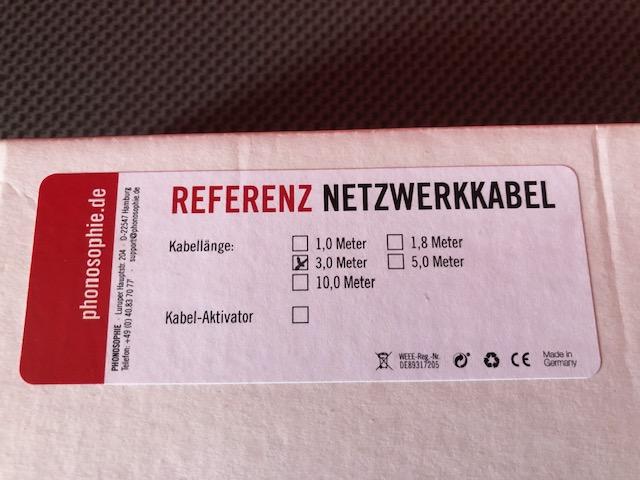 phonosophie.de
PHONOSOPHIE · Luruper Hauptstr. 204 D-22547 Hamburg
Telefon: +49 (0) 40.83 70 77 · support@phonosophie.de
REFERENZ NETZWERKKABEL
Kabellänge: 1,0 Meter 1,8 Meter
3,0 Meter 5,0 Meter
10,0 Meter
Kabel-Aktivator
WEEE-Reg.-Nr. DE89317205 CE Made in Germany